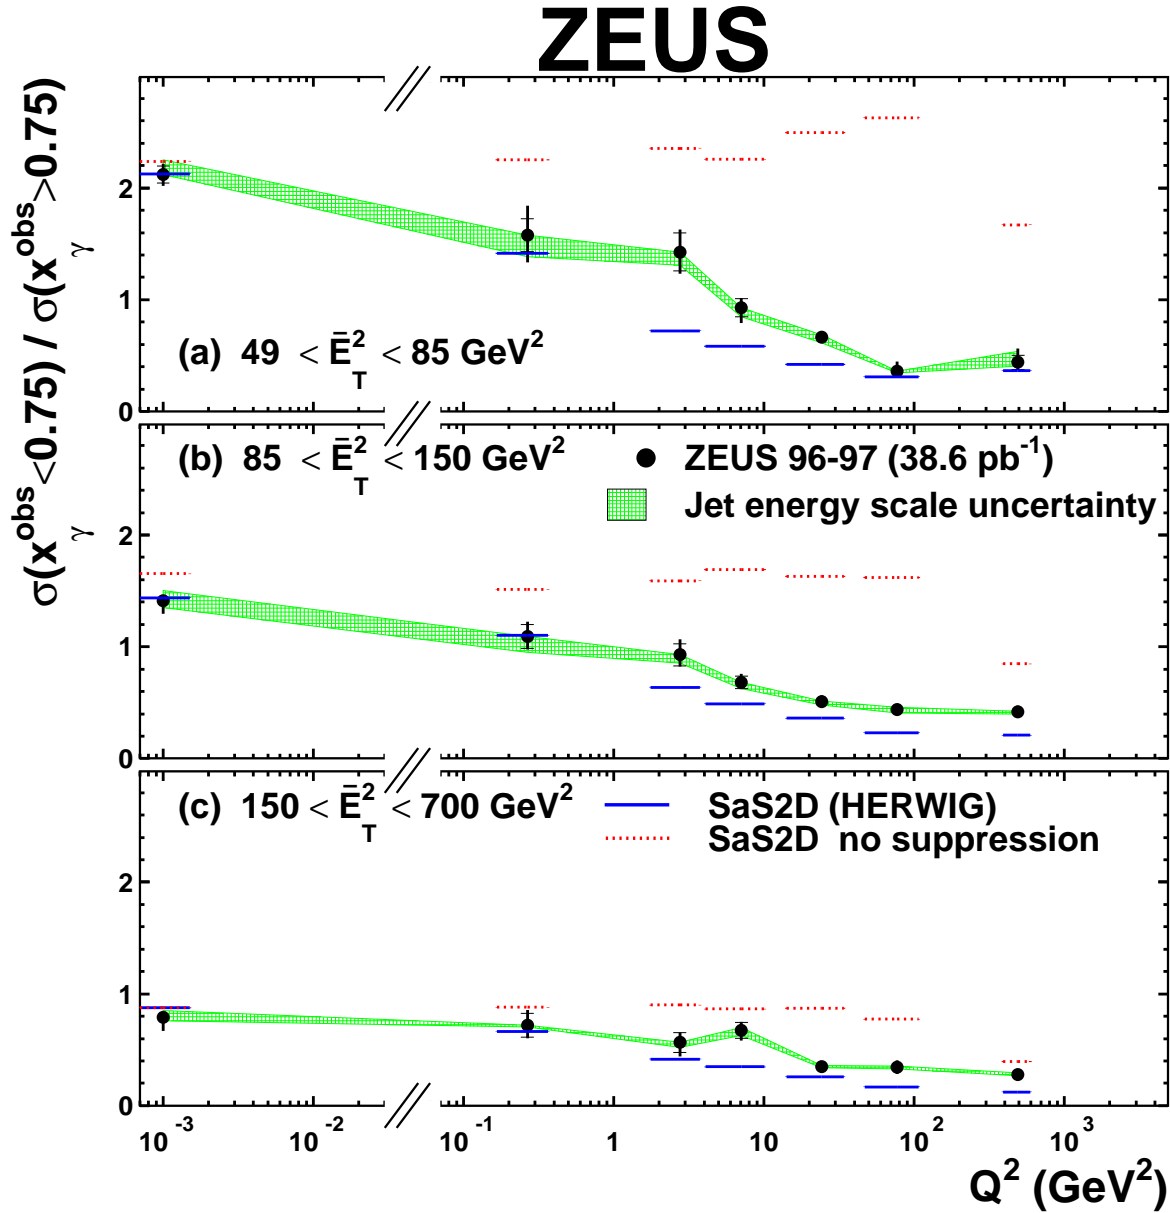 ZEUS
σ(xγ^obs<0.75) / σ(xγ^obs>0.75)
2
1
0
(a) 49 < Ē_T^2 < 85 GeV^2
(b) 85 < Ē_T^2 < 150 GeV^2
ZEUS 96-97 (38.6 pb^-1)
Jet energy scale uncertainty
2
1
0
(c) 150 < Ē_T^2 < 700 GeV^2
SaS2D (HERWIG)
SaS2D no suppression
2
1
0
10^-3 10^-2 10^-1 1 10 10^2 10^3
Q^2 (GeV^2)